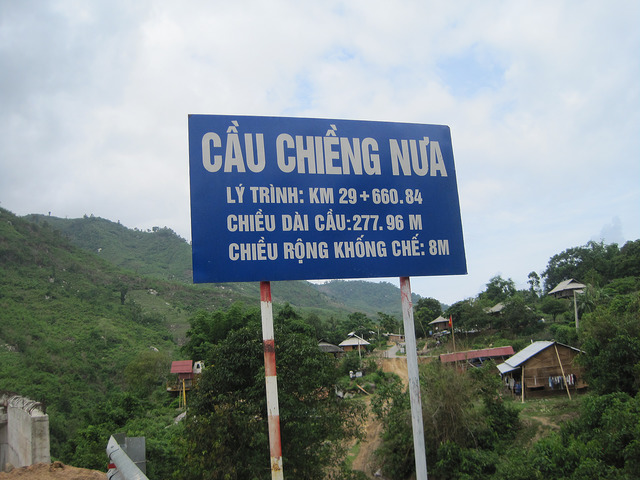 CẦU CHIỀNG NƯA
LÝ TRÌNH: KM 29+660.84
CHIỀU DÀI CẦU:277.96 M
CHIỀU RỘNG KHỐNG CHẾ: 8M